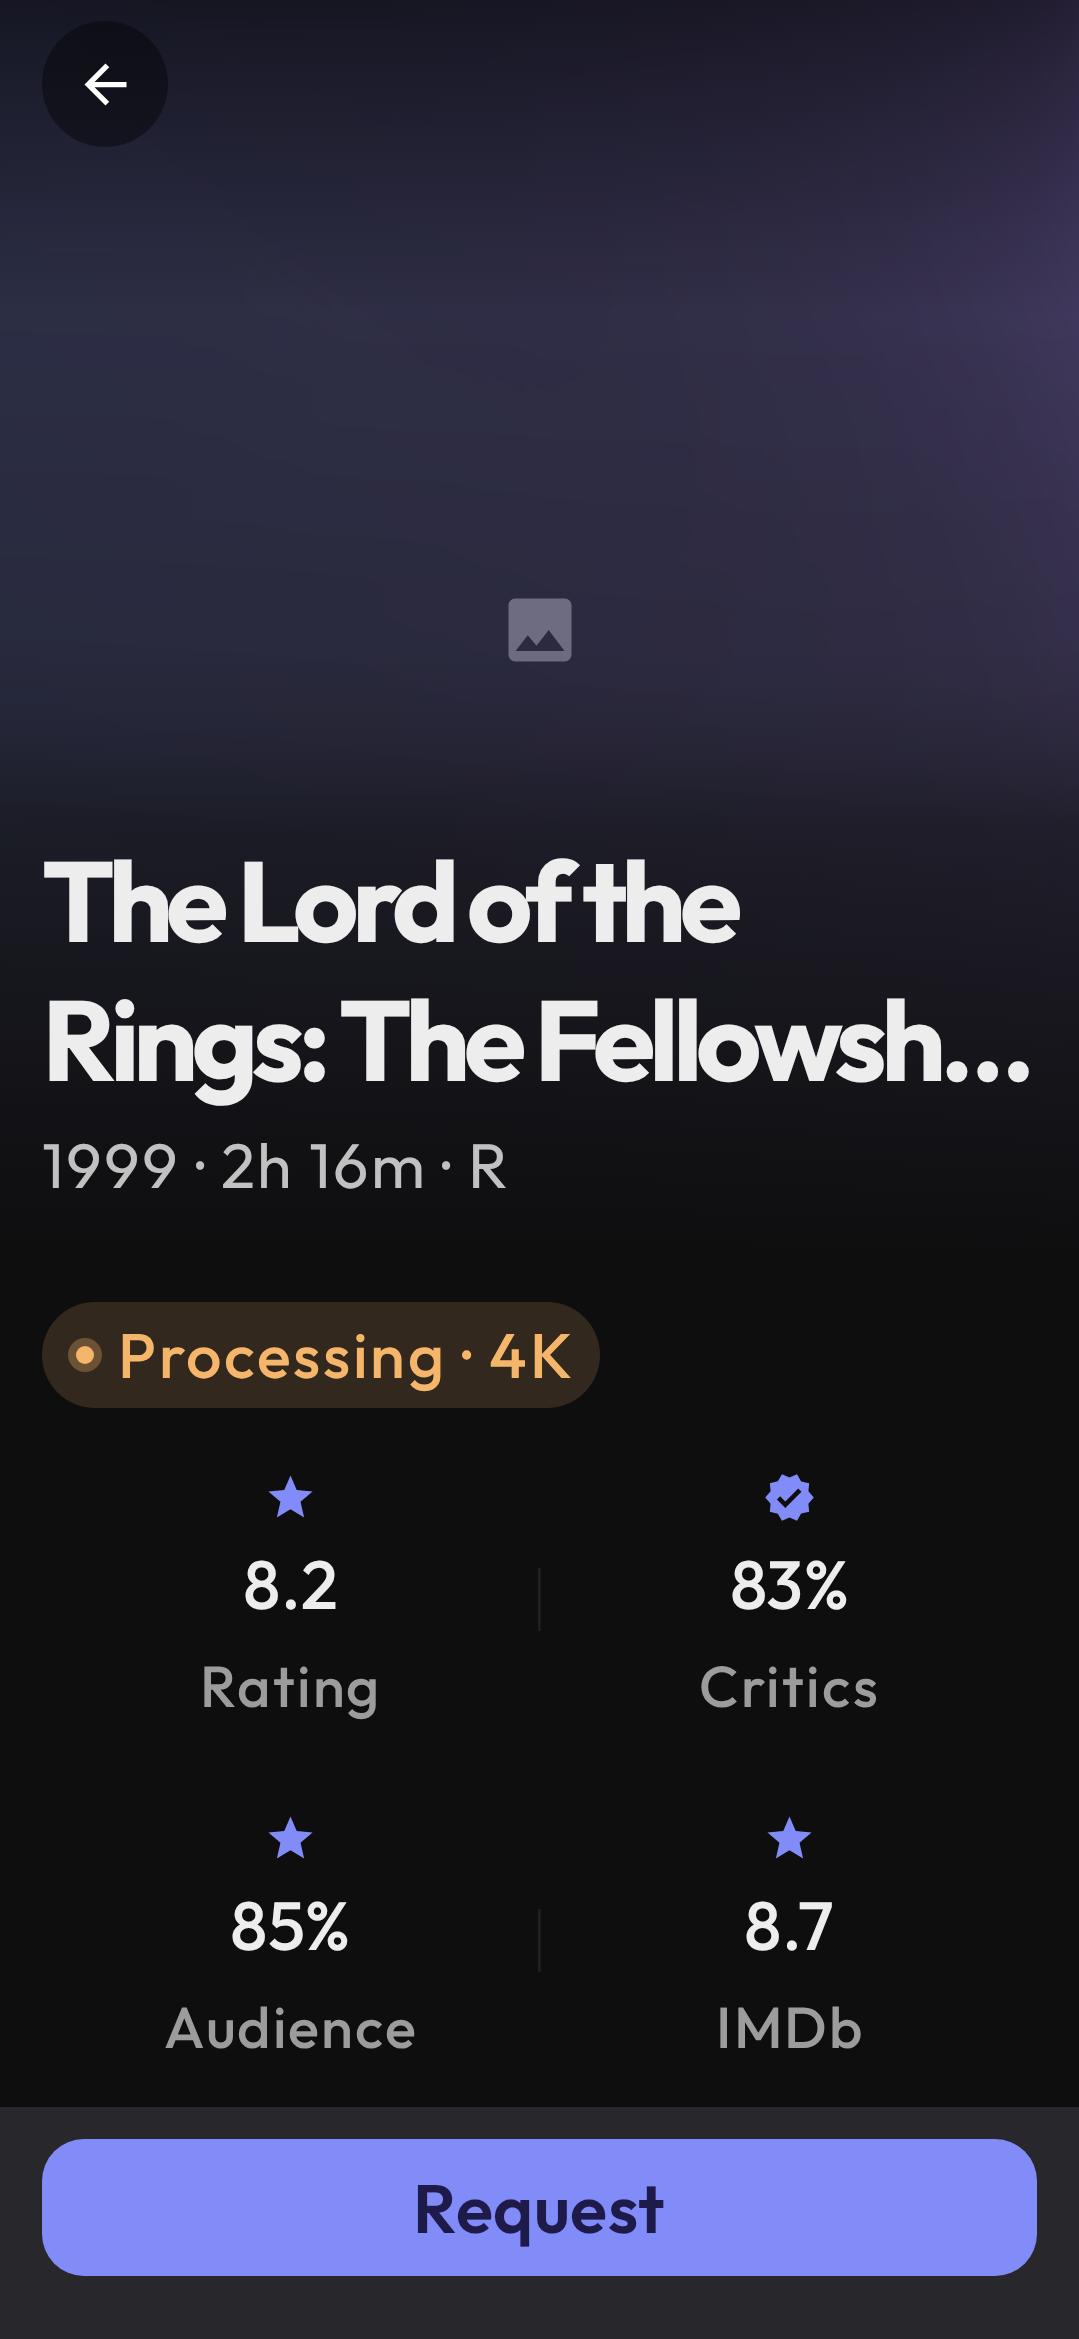 The Lord of the
Rings: The Fellowsh...
1999 · 2h 16m · R
Processing · 4K
8.2
Rating
83%
Critics
85%
Audience
8.7
IMDb
Request